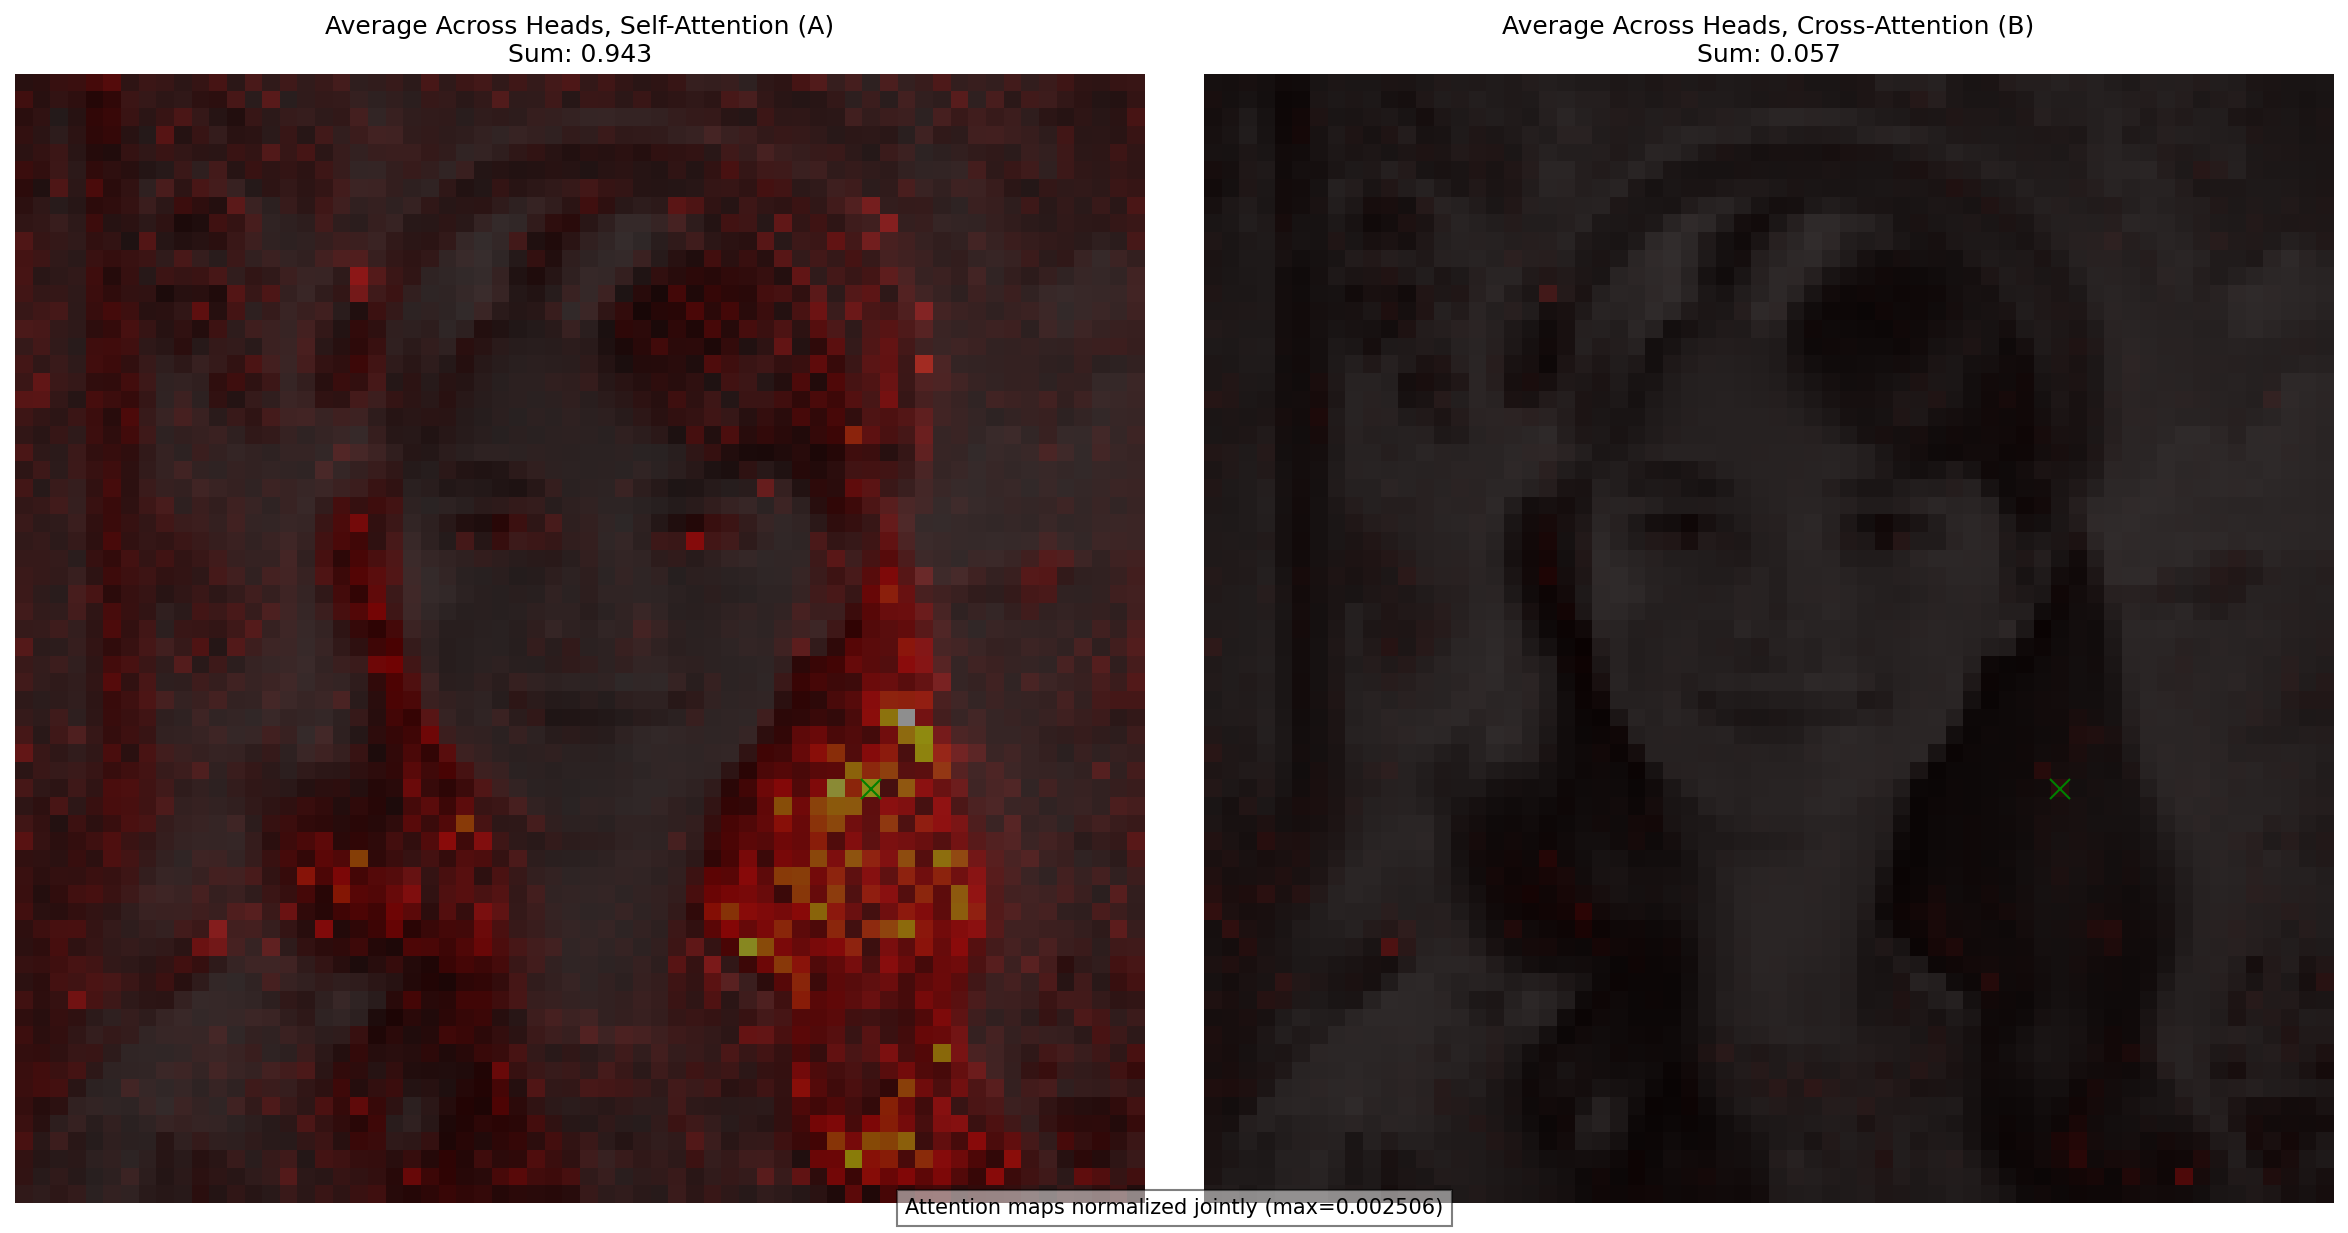 Average Across Heads, Self-Attention (A)
Sum: 0.943
Average Across Heads, Cross-Attention (B)
Sum: 0.057
Attention maps normalized jointly (max=0.002506)